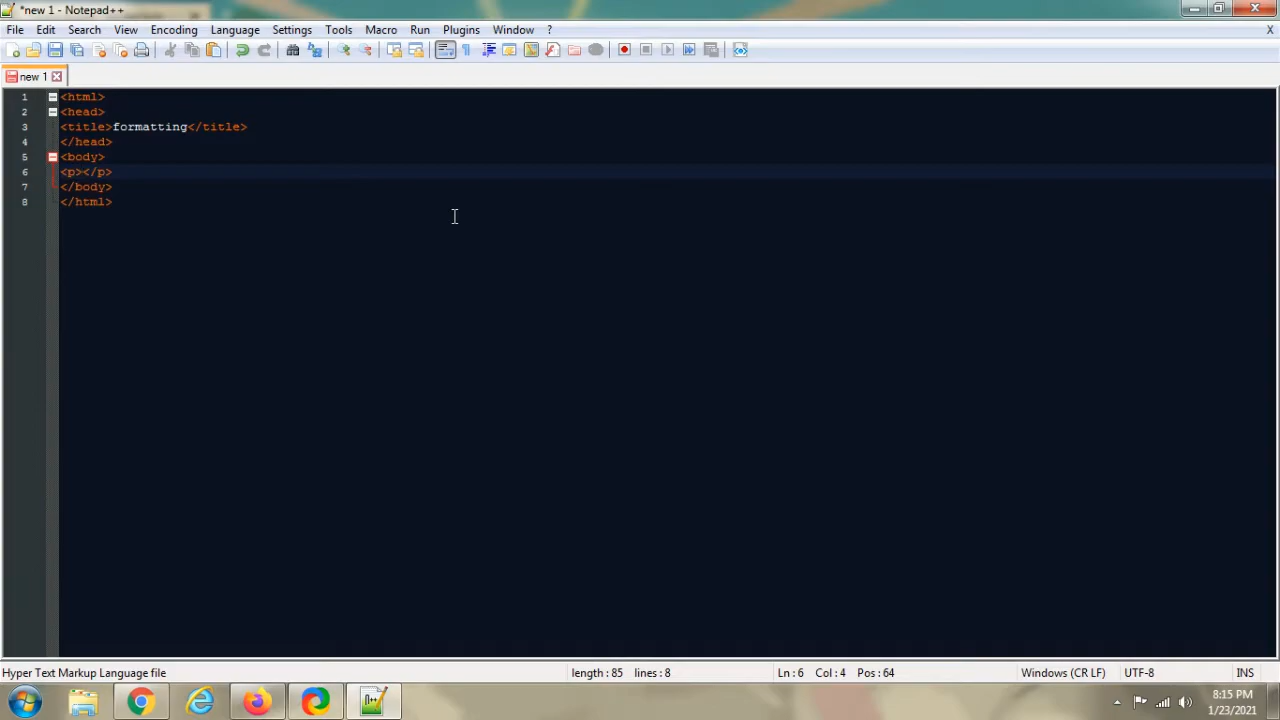 *new 1 - Notepad++
File Edit Search View Encoding Language Settings Tools Macro Run Plugins Window ? X
new 1
1 <html>
2 <head>
3 <title>formatting</title>
4 </head>
5 <body>
6 <p></p>
7 </body>
8 </html>
Hyper Text Markup Language file length : 85 lines : 8 Ln : 6 Col : 4 Pos : 64 Windows (CR LF) UTF-8 INS
8:15 PM
1/23/2021